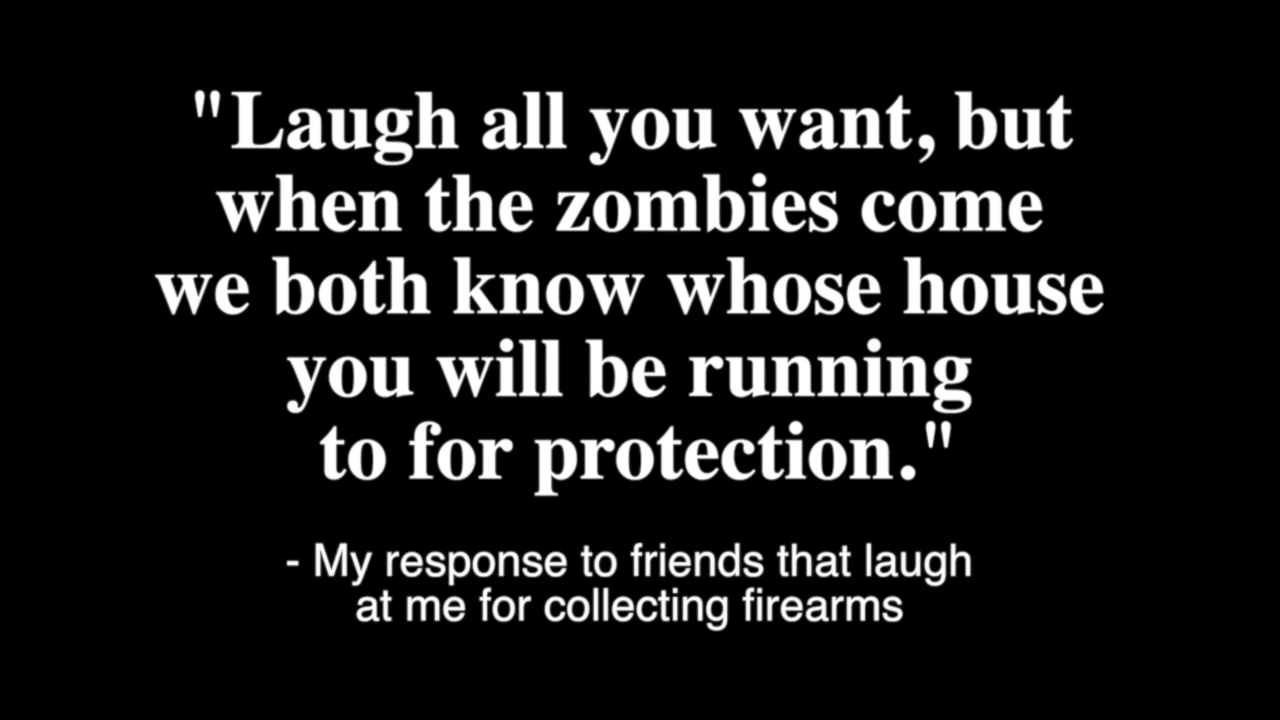 "Laugh all you want, but
when the zombies come
we both know whose house
you will be running
to for protection."
- My response to friends that laugh
at me for collecting firearms